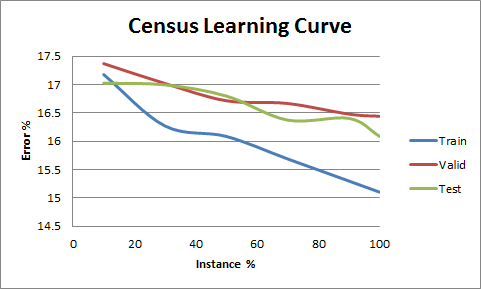 Census Learning Curve
17.5
17
16.5
16
15.5
15
14.5
Error %
0 20 40 60 80 100
Instance %
Train
Valid
Test